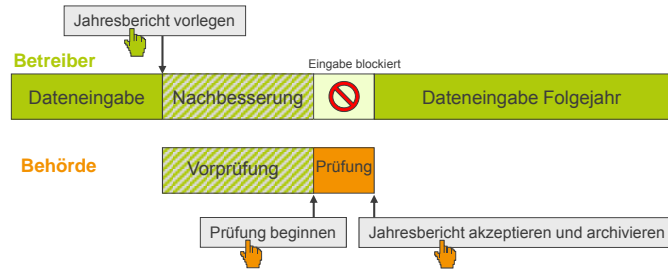 Jahresbericht vorlegen
Betreiber
Eingabe blockiert
Dateneingabe
Nachbesserung
Dateneingabe Folgejahr
Behörde
Vorprüfung
Prüfung
Prüfung beginnen
Jahresbericht akzeptieren und archivieren